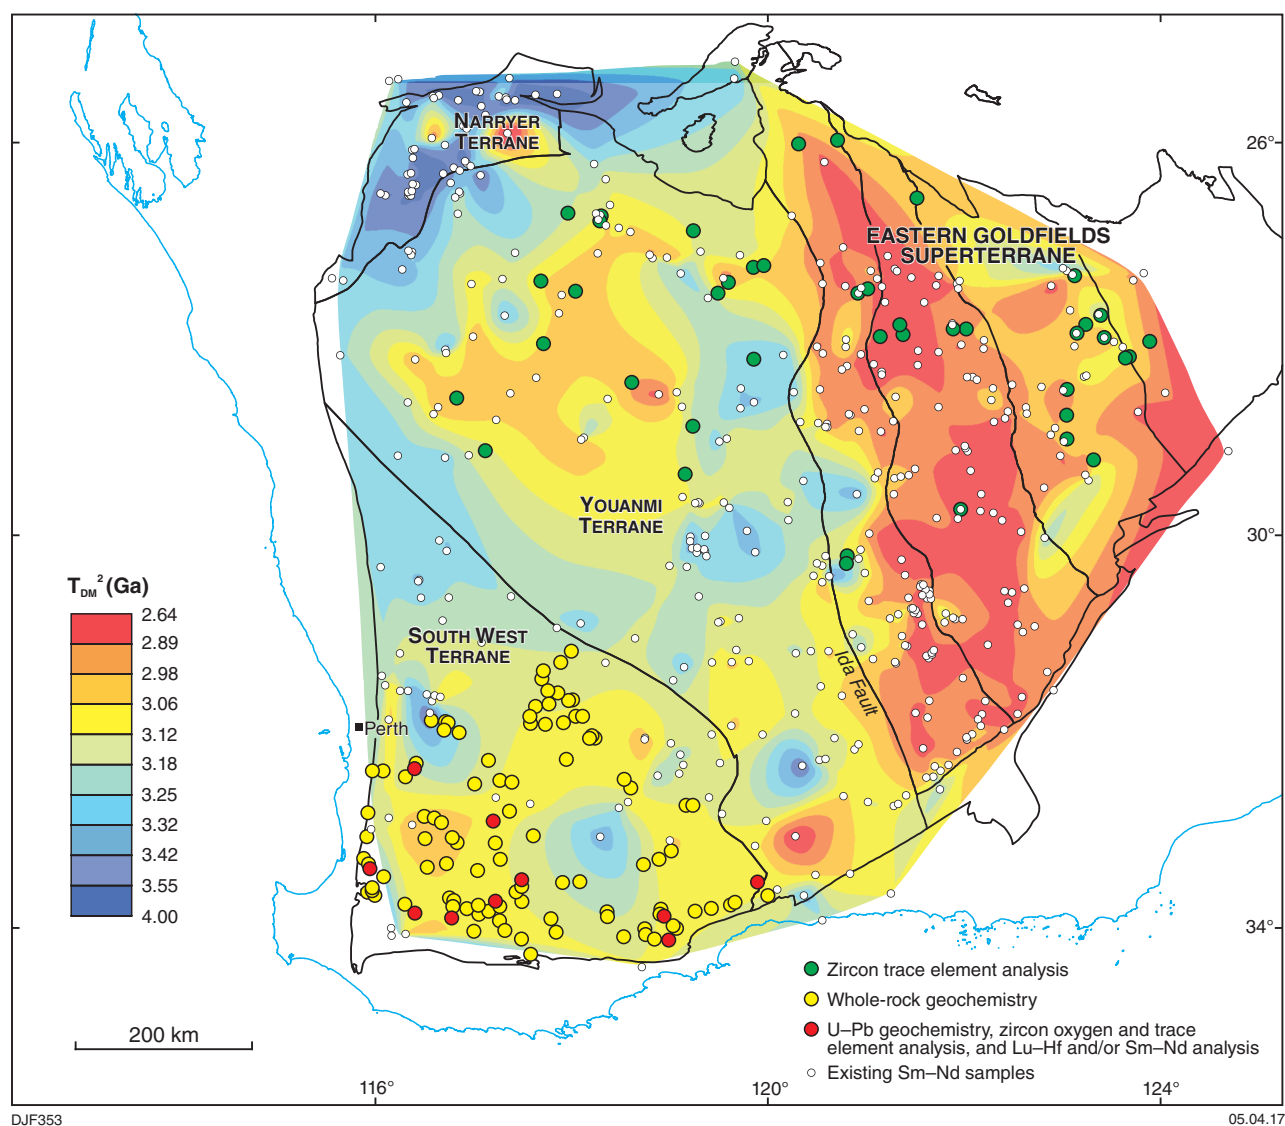 NARRYER
TERRANE
26°
EASTERN GOLDFIELDS
SUPERTERRANE
YOUANMI
TERRANE
30°
TDM² (Ga)
2.64
2.89
2.98
3.06
3.12
3.18
3.25
3.32
3.42
3.55
4.00
SOUTH WEST
TERRANE
Ida Fault
Perth
34°
Zircon trace element analysis
Whole-rock geochemistry
U–Pb geochemistry, zircon oxygen and trace
element analysis, and Lu–Hf and/or Sm–Nd analysis
Existing Sm–Nd samples
200 km
116°
120°
124°
DJF353
05.04.17